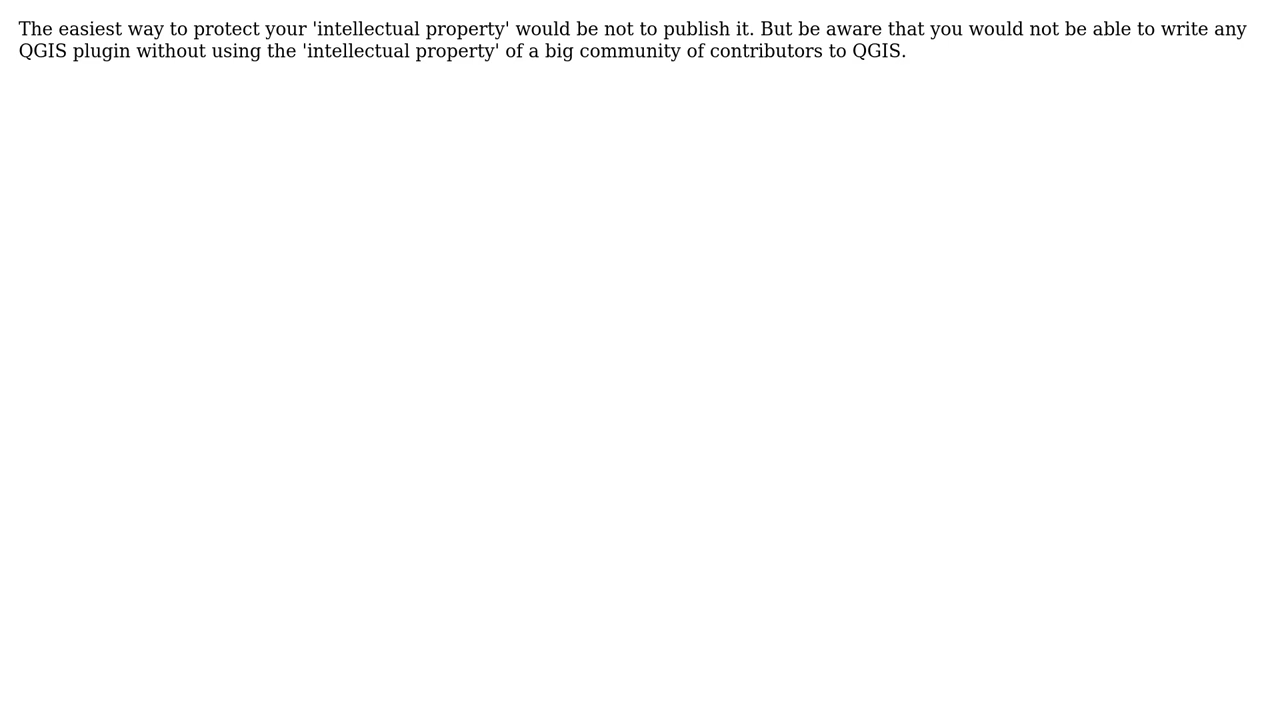 The easiest way to protect your 'intellectual property' would be not to publish it. But be aware that you would not be able to write any
QGIS plugin without using the 'intellectual property' of a big community of contributors to QGIS.